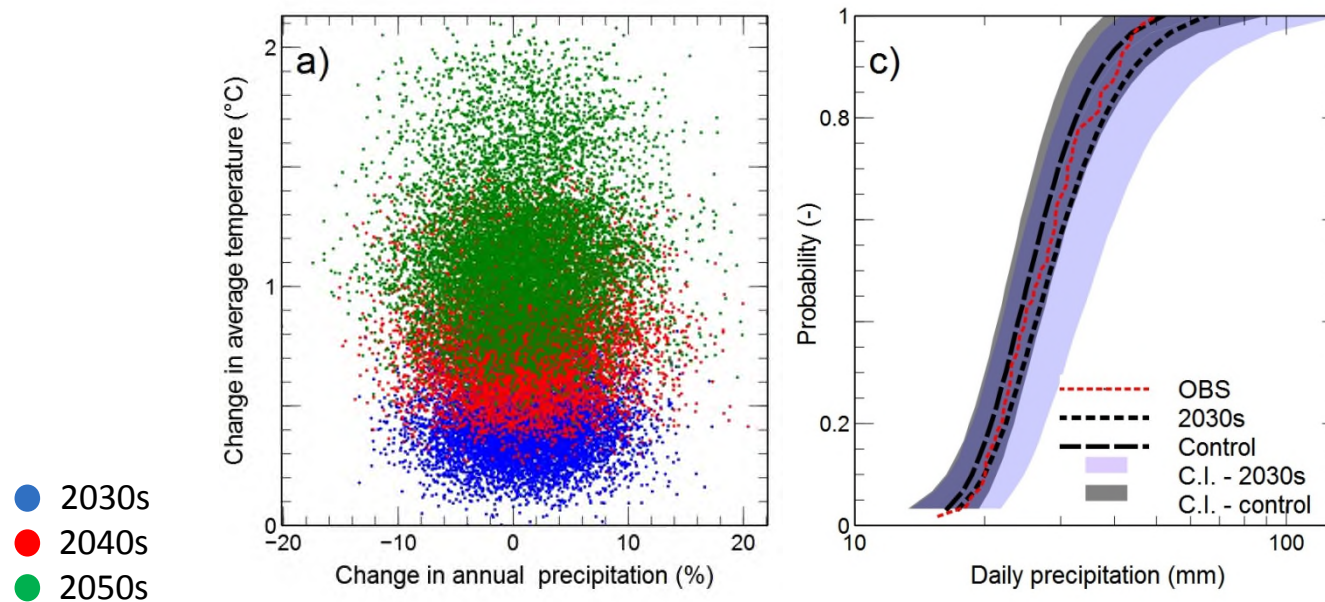 a)
Change in average temperature (°C)
2
1
0
−20
−10
0
10
20
Change in annual precipitation (%)
2030s
2040s
2050s
c)
Probability (-)
1
0.8
0.2
0
10
100
Daily precipitation (mm)
OBS
2030s
Control
C.I. - 2030s
C.I. - control